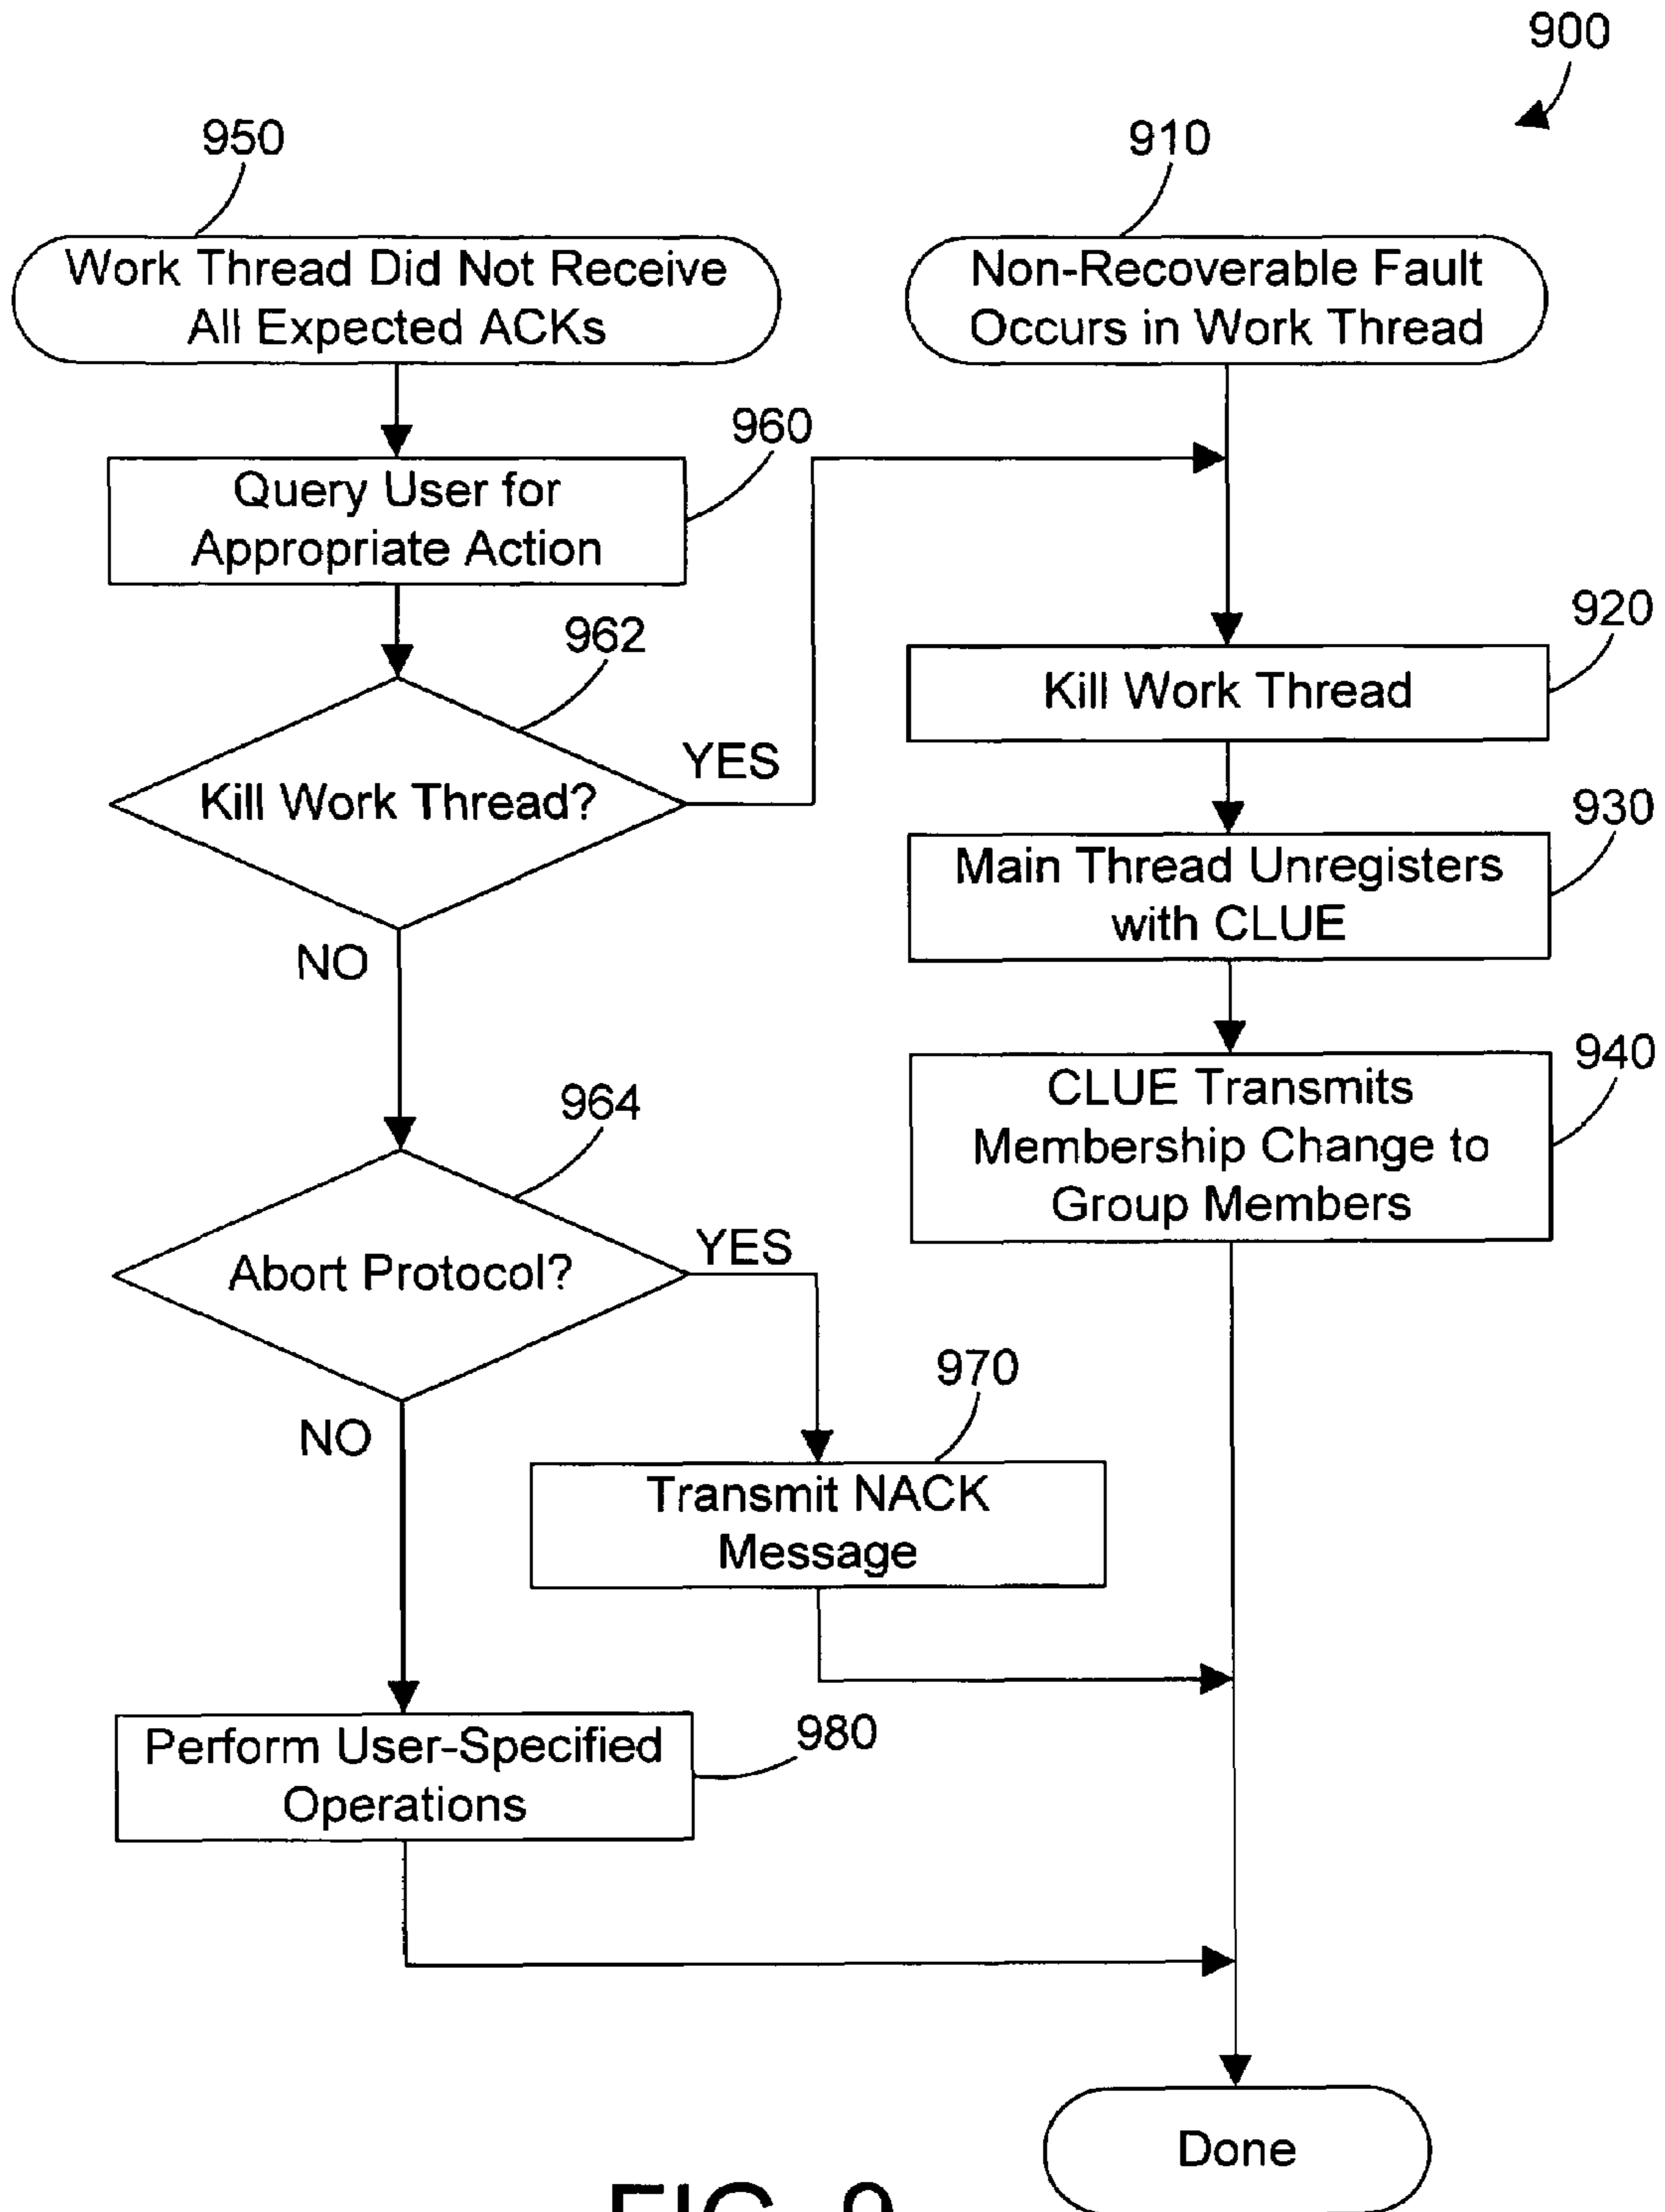 900
950
910
Work Thread Did Not Receive
All Expected ACKs
Non-Recoverable Fault
Occurs in Work Thread
960
Query User for
Appropriate Action
962
920
Kill Work Thread
YES
Kill Work Thread?
930
Main Thread Unregisters
with CLUE
NO
940
CLUE Transmits
Membership Change to
Group Members
964
YES
Abort Protocol?
970
NO
Transmit NACK
Message
980
Perform User-Specified
Operations
Done
FIG. 9